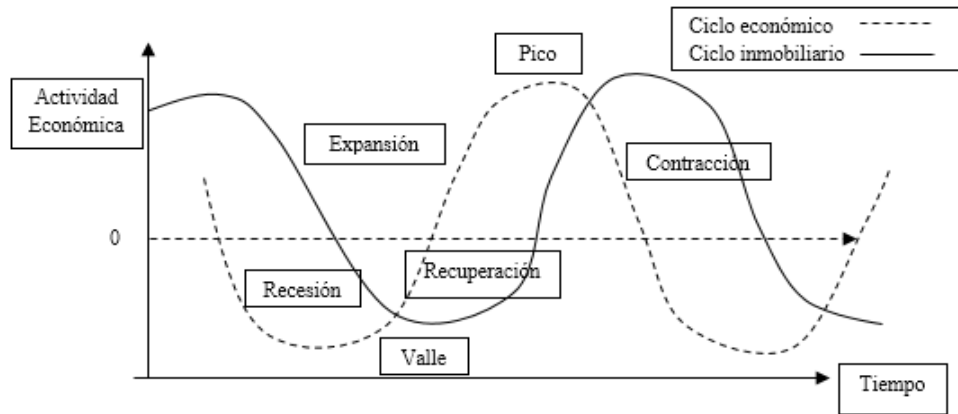 Ciclo económico
Ciclo inmobiliario
Pico
Actividad
Económica
Expansión
Contracción
0
Recuperación
Recesión
Valle
Tiempo